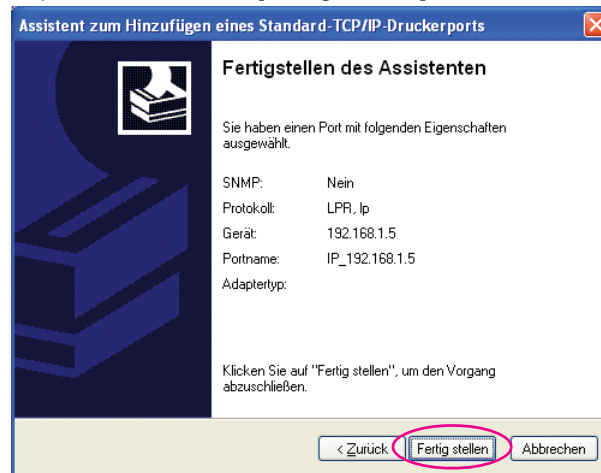 Assistent zum Hinzufügen eines Standard-TCP/IP-Druckerports
Fertigstellen des Assistenten
Sie haben einen Port mit folgenden Eigenschaften
ausgewählt.
SNMP: Nein
Protokoll: LPR, lp
Gerät: 192.168.1.5
Portname: IP_192.168.1.5
Adaptertyp:
Klicken Sie auf "Fertig stellen", um den Vorgang
abzuschließen.
< Zurück Fertig stellen Abbrechen